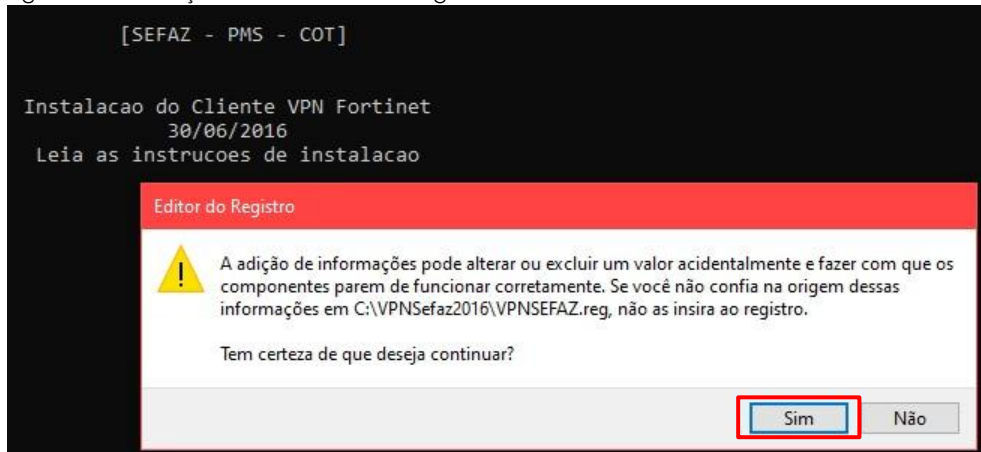 [SEFAZ - PMS - COT]
Instalacao do Cliente VPN Fortinet
30/06/2016
Leia as instrucoes de instalacao
Editor do Registro
A adição de informações pode alterar ou excluir um valor acidentalmente e fazer com que os
componentes parem de funcionar corretamente. Se você não confia na origem dessas
informações em C:\VPNSefaz2016\VPNSEFAZ.reg, não as insira ao registro.
Tem certeza de que deseja continuar?
Sim
Não